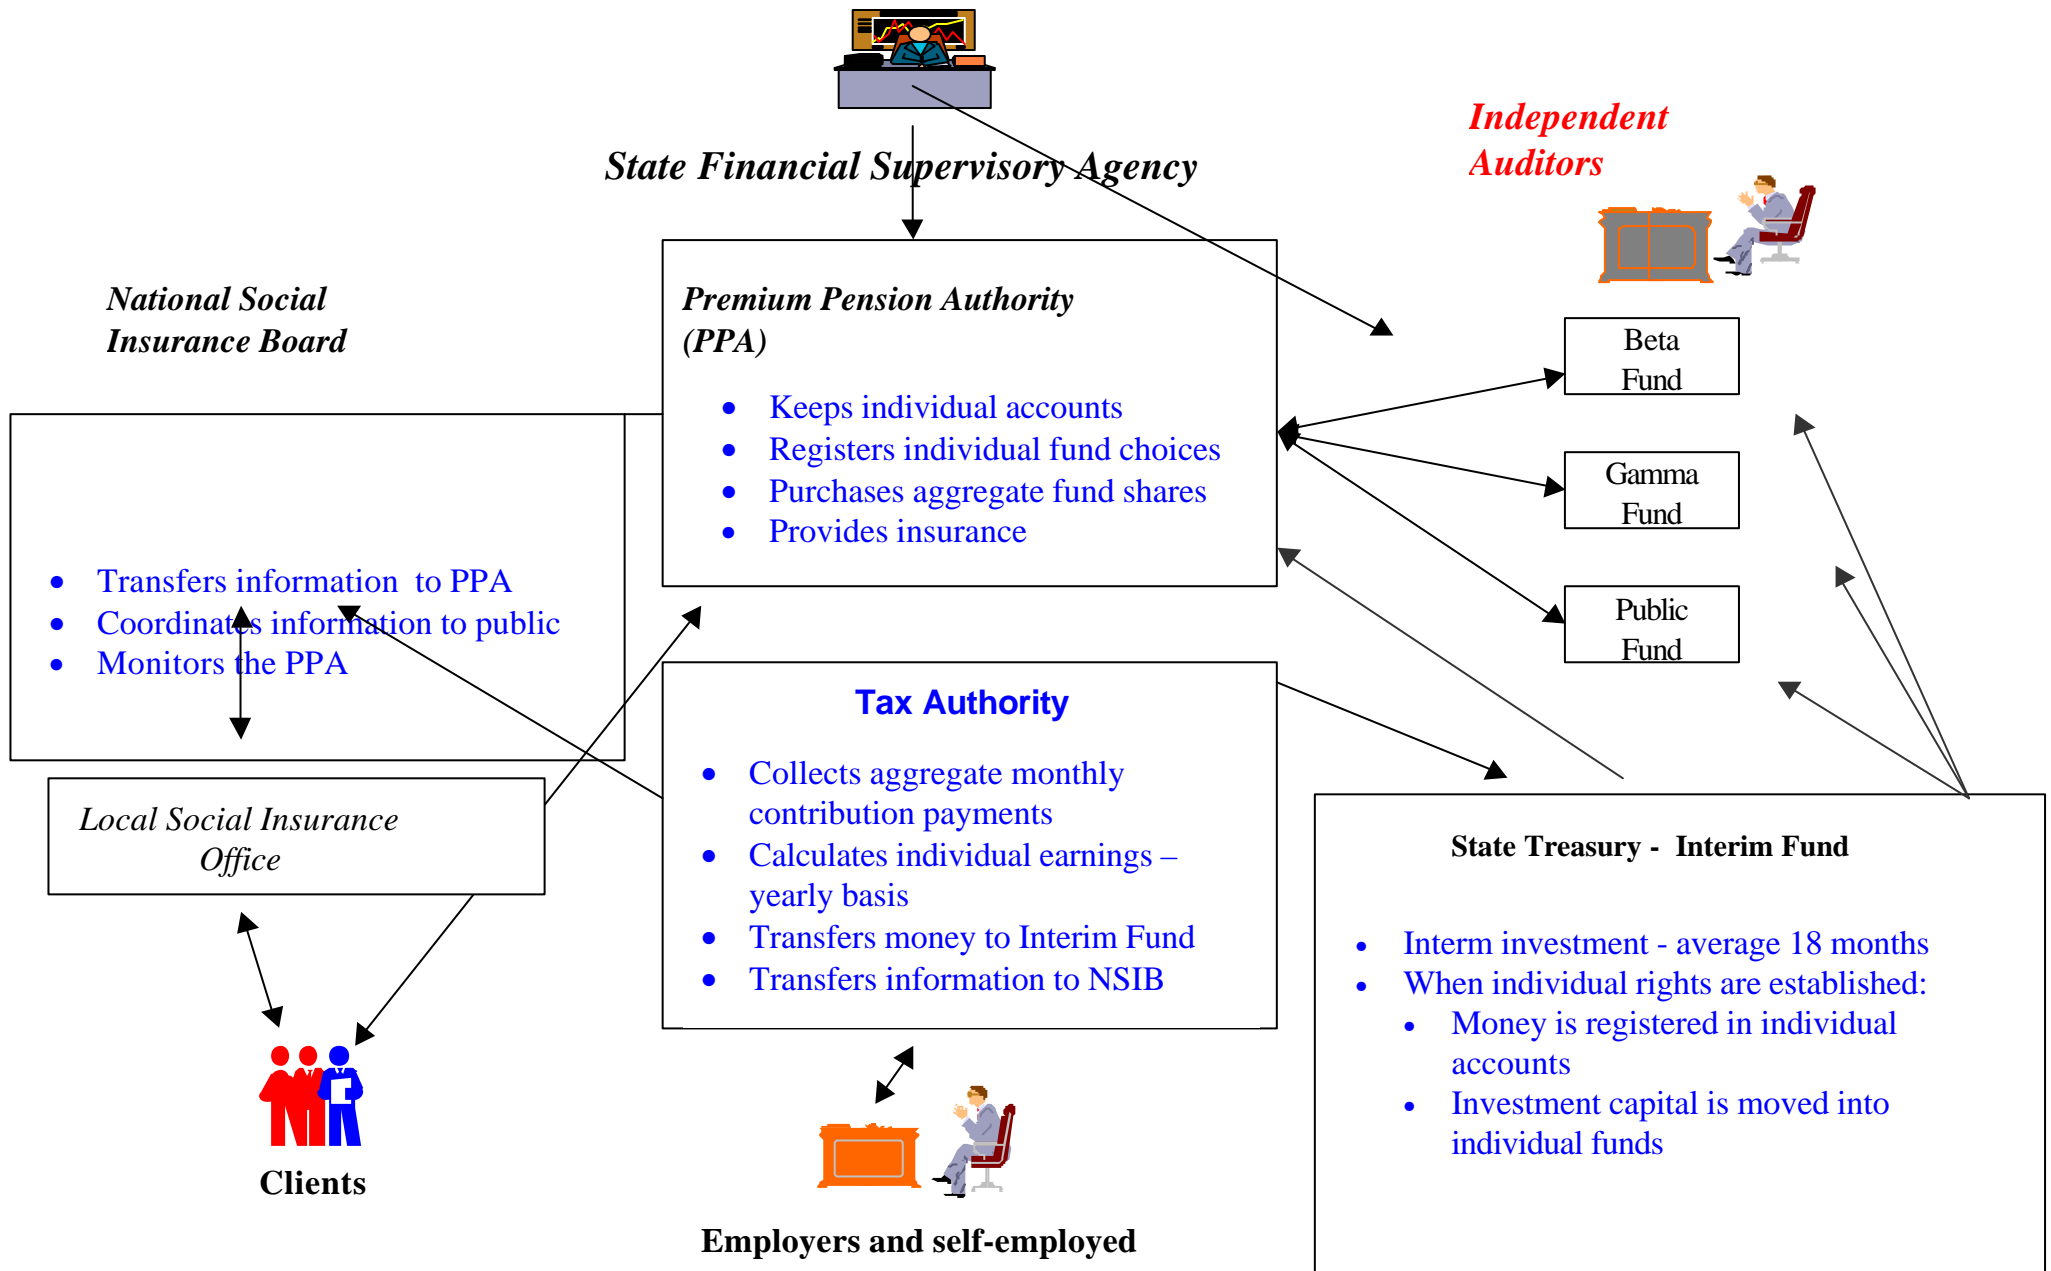 State Financial Supervisory Agency
Independent
Auditors
National Social
Insurance Board
• Transfers information  to PPA
• Coordinates information to public
• Monitors the PPA
Premium Pension Authority
(PPA)
• Keeps individual accounts
• Registers individual fund choices
• Purchases aggregate fund shares
• Provides insurance
Beta
Fund
Gamma
Fund
Public
Fund
Local Social Insurance
Office
Tax Authority
• Collects aggregate monthly
contribution payments
• Calculates individual earnings –
yearly basis
• Transfers money to Interim Fund
• Transfers information to NSIB
State Treasury -  Interim Fund
• Interm investment - average 18 months
• When individual rights are established:
• Money is registered in individual
accounts
• Investment capital is moved into
individual funds
Clients
Employers and self-employed